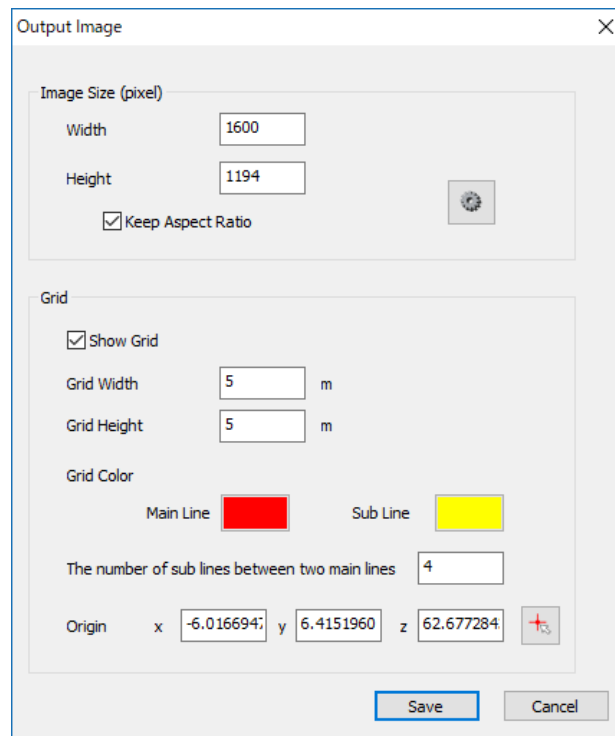 Output Image
Image Size (pixel)
Width 1600
Height 1194
Keep Aspect Ratio
Grid
Show Grid
Grid Width 5 m
Grid Height 5 m
Grid Color
Main Line Sub Line
The number of sub lines between two main lines 4
Origin x -6.016694 y 6.4151960 z 62.677284
Save Cancel